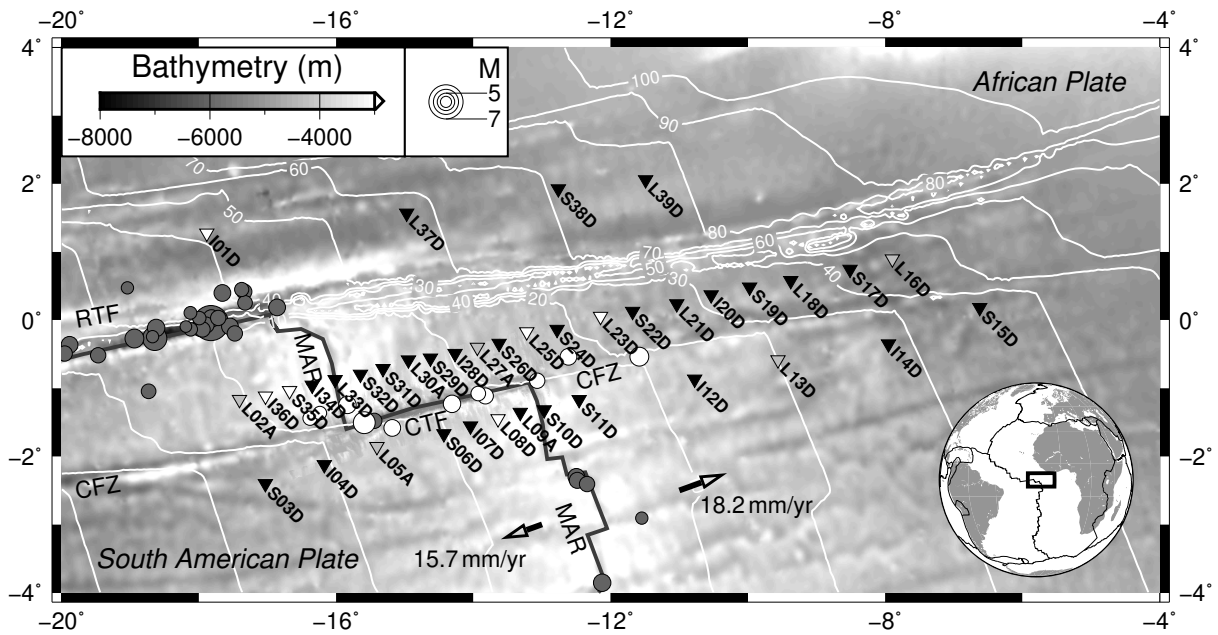 −20° −16° −12° −8° −4°
4° 4°
Bathymetry (m)
−8000 −6000 −4000
M
5
7
African Plate
100
90
70
60
80
2° 2°
L39D
S38D
L37D
50
I01D
80
70
60
50
30
30
40
20
40
40
L16D
S17D
L18D
S19D
I20D
L21D
S22D
L23D
S24D
L25D
S26D
L27A
I28D
S29D
L30A
S31D
S32D
L33D
I34D
S35D
I36D
L02A
S15D
I14D
L13D
I12D
0° 0°
RTF
MAR
CFZ
CTF
S11D
S10D
L09A
L08D
I07D
S06D
L05A
I04D
S03D
−2° −2°
CFZ
MAR
18.2 mm/yr
15.7 mm/yr
South American Plate
−4° −4°
−20° −16° −12° −8° −4°